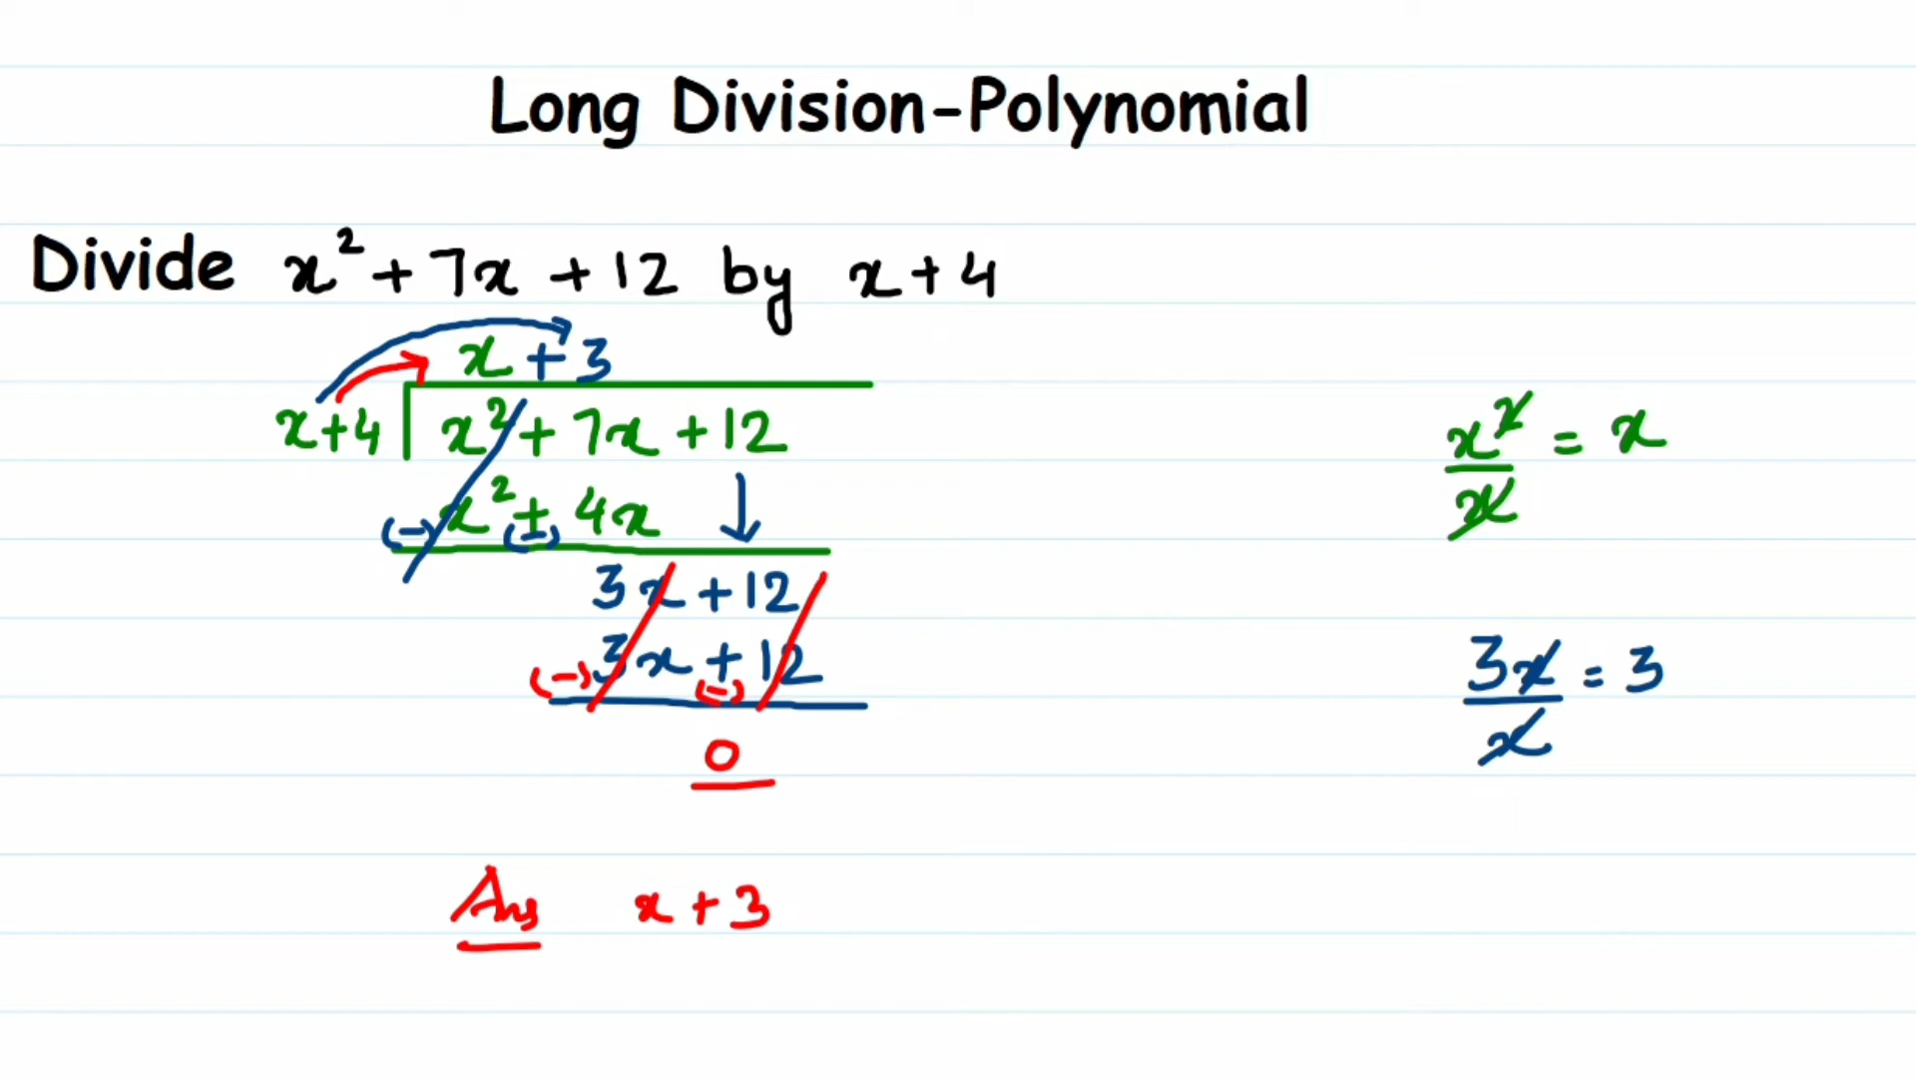 Long Division-Polynomial
Divide x² + 7x + 12 by x + 4
x + 3
x+4 x² + 7x + 12
x² + 4x
(-) (-)
3x + 12
3x + 12
(-) (-)
0
Ans x + 3
x²/x = x
3x/x = 3